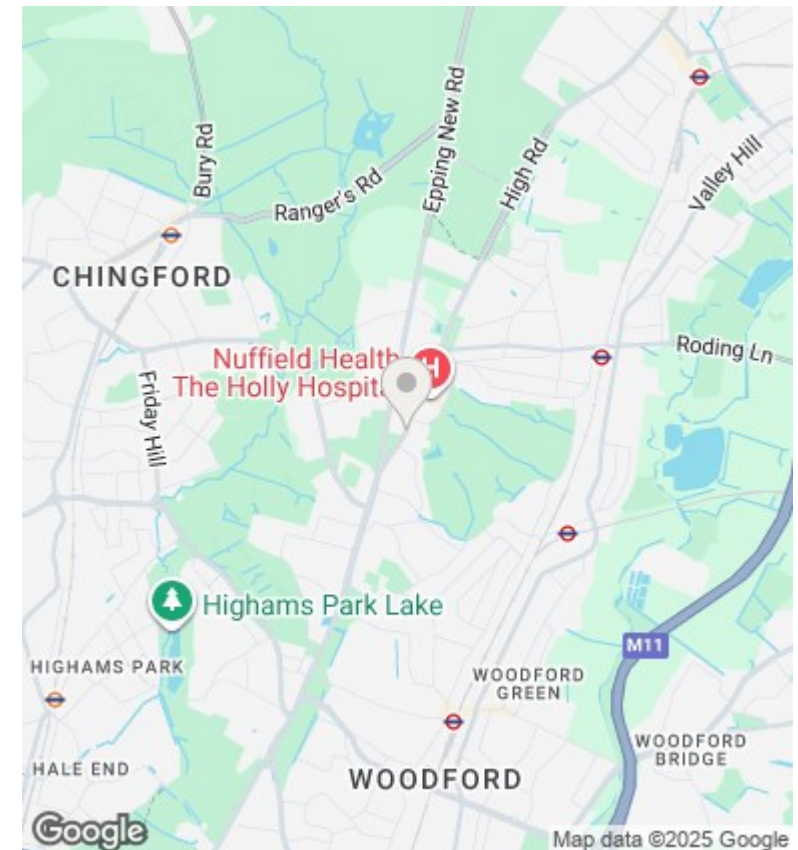 Bury Rd
Epping New Rd
High Rd
Valley Hill
Ranger's Rd
CHINGFORD
Nuffield Health
The Holly Hospita
H
Roding Ln
Friday Hill
Highams Park Lake
M11
HIGHAMS PARK
WOODFORD
GREEN
WOODFORD
BRIDGE
HALE END
WOODFORD
Google
Map data ©2025 Google